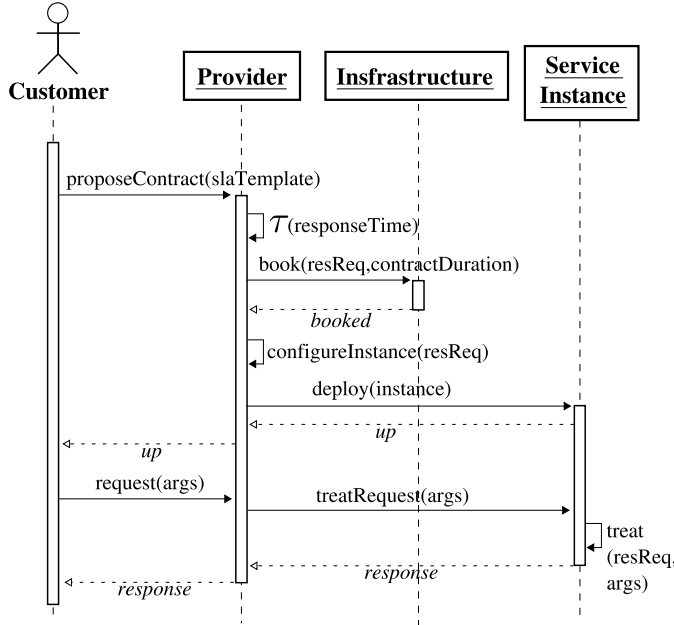 Customer
Provider
Insfrastructure
Service
Instance
proposeContract(slaTemplate)
τ(responseTime)
book(resReq,contractDuration)
booked
configureInstance(resReq)
deploy(instance)
up
up
request(args)
treatRequest(args)
treat
(resReq,
args)
response
response